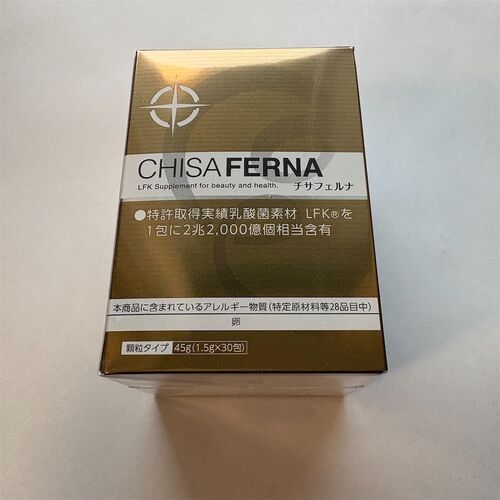 CHISAFERNA
LFK Supplement for beauty and health. チサフェルナ
●特許取得実績乳酸菌素材 LFK®を
1包に2兆2,000億個相当含有
本商品に含まれているアレルギー物質(特定原材料等28品目中)
卵
顆粒タイプ 45g(1.5g×30包)